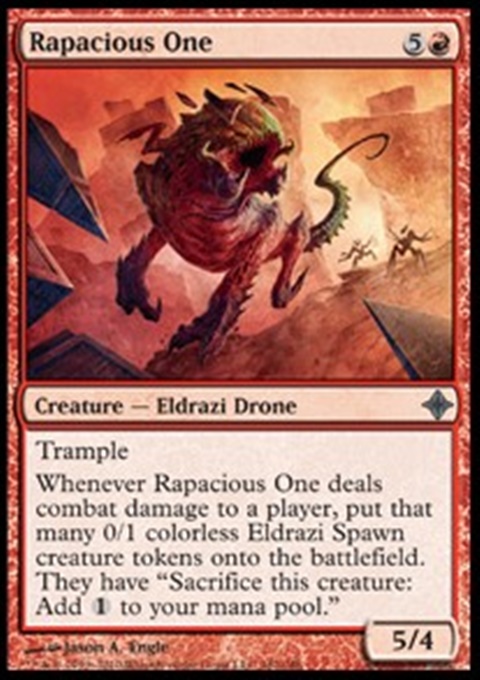 Rapacious One 5
Creature — Eldrazi Drone
Trample
Whenever Rapacious One deals
combat damage to a player, put that
many 0/1 colorless Eldrazi Spawn
creature tokens onto the battlefield.
They have “Sacrifice this creature:
Add 1 to your mana pool.”
5/4
Jason A. Engle